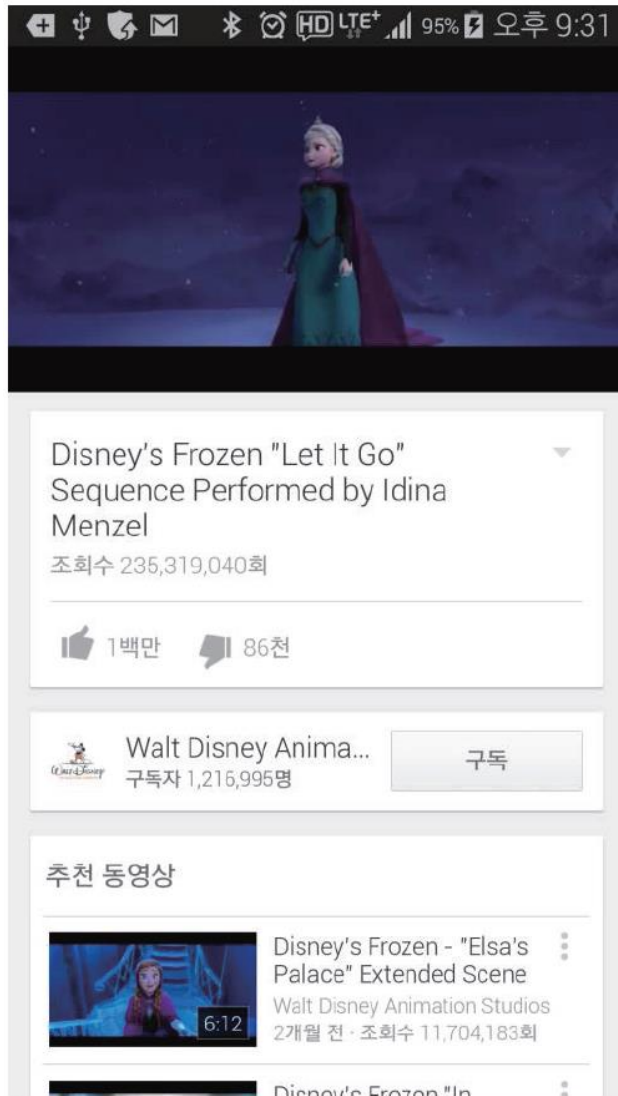 HD LTE+ 95% 오후 9:31
Disney's Frozen "Let It Go"
Sequence Performed by Idina
Menzel
조회수 235,319,040회
1백만 86천
WALT DISNEY
Walt Disney Anima...
구독자 1,216,995명
구독
추천 동영상
Disney's Frozen - "Elsa's
Palace" Extended Scene
Walt Disney Animation Studios
2개월 전 · 조회수 11,704,183회
6:12
Disney's Frozen "In